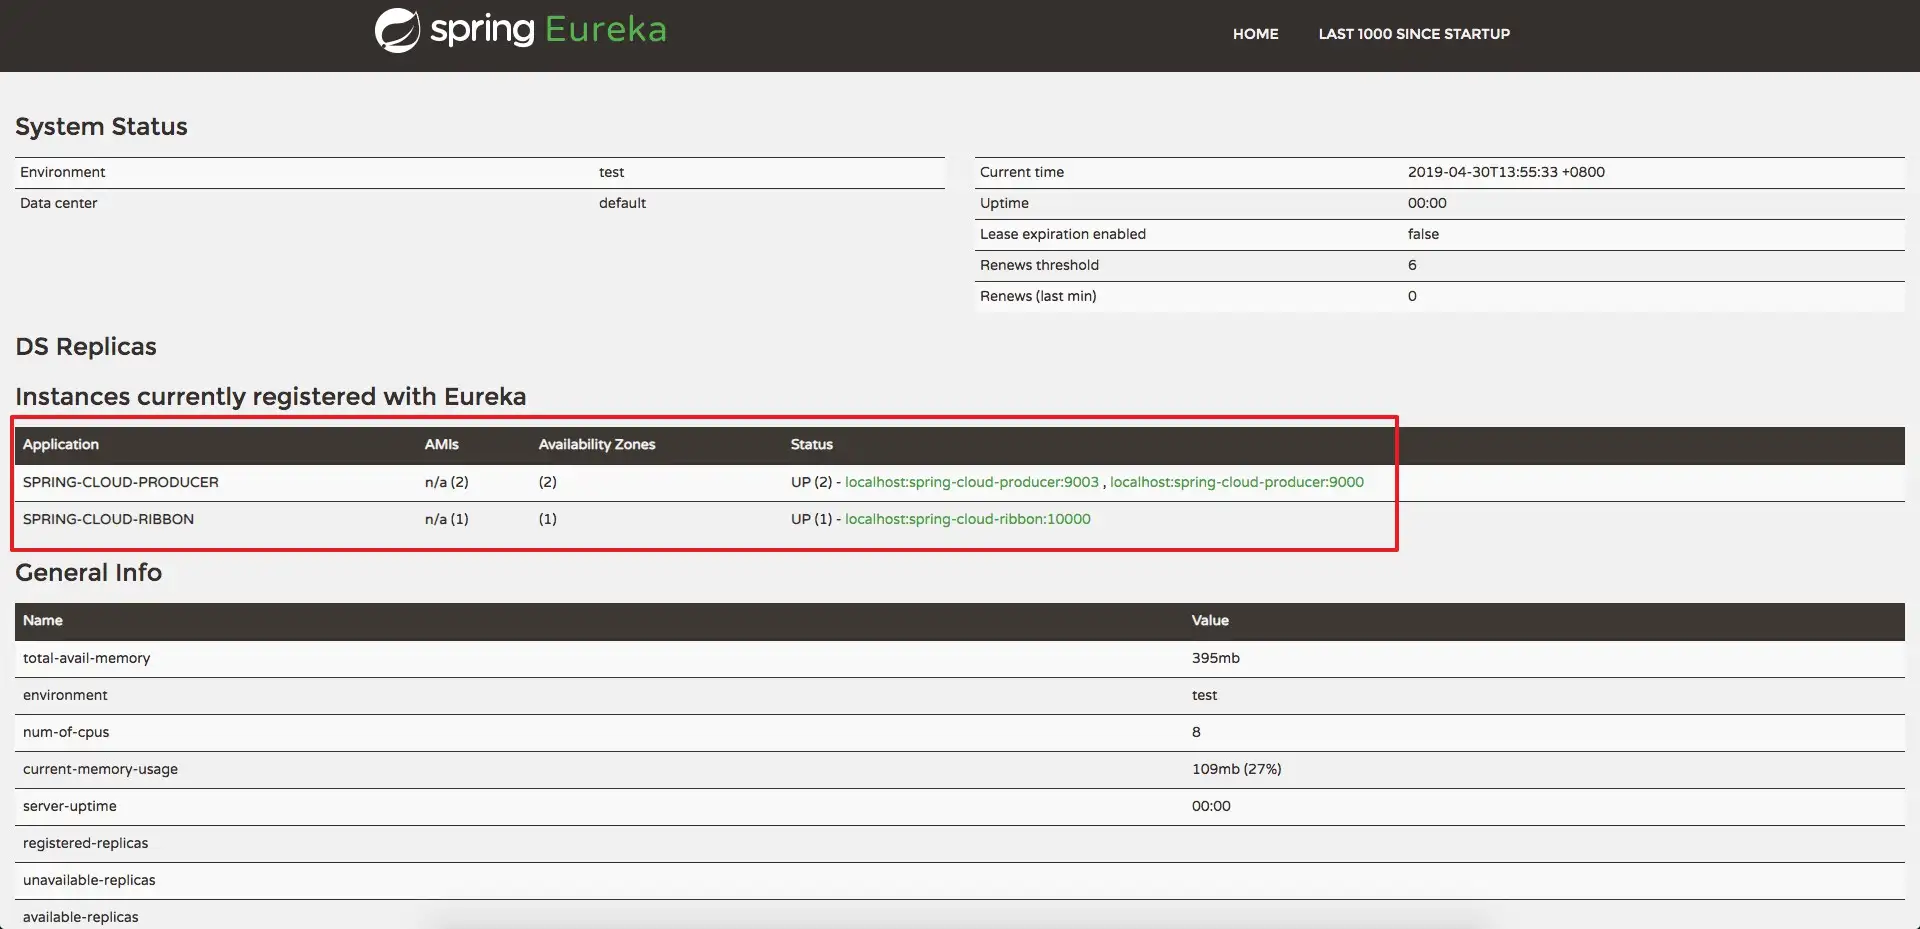 spring Eureka
HOME LAST 1000 SINCE STARTUP
System Status
Environment test
Data center default
Current time 2019-04-30T13:55:33 +0800
Uptime 00:00
Lease expiration enabled false
Renews threshold 6
Renews (last min) 0
DS Replicas
Instances currently registered with Eureka
Application AMIs Availability Zones Status
SPRING-CLOUD-PRODUCER n/a (2) (2) UP (2) - localhost:spring-cloud-producer:9003 , localhost:spring-cloud-producer:9000
SPRING-CLOUD-RIBBON n/a (1) (1) UP (1) - localhost:spring-cloud-ribbon:10000
General Info
Name Value
total-avail-memory 395mb
environment test
num-of-cpus 8
current-memory-usage 109mb (27%)
server-uptime 00:00
registered-replicas
unavailable-replicas
available-replicas